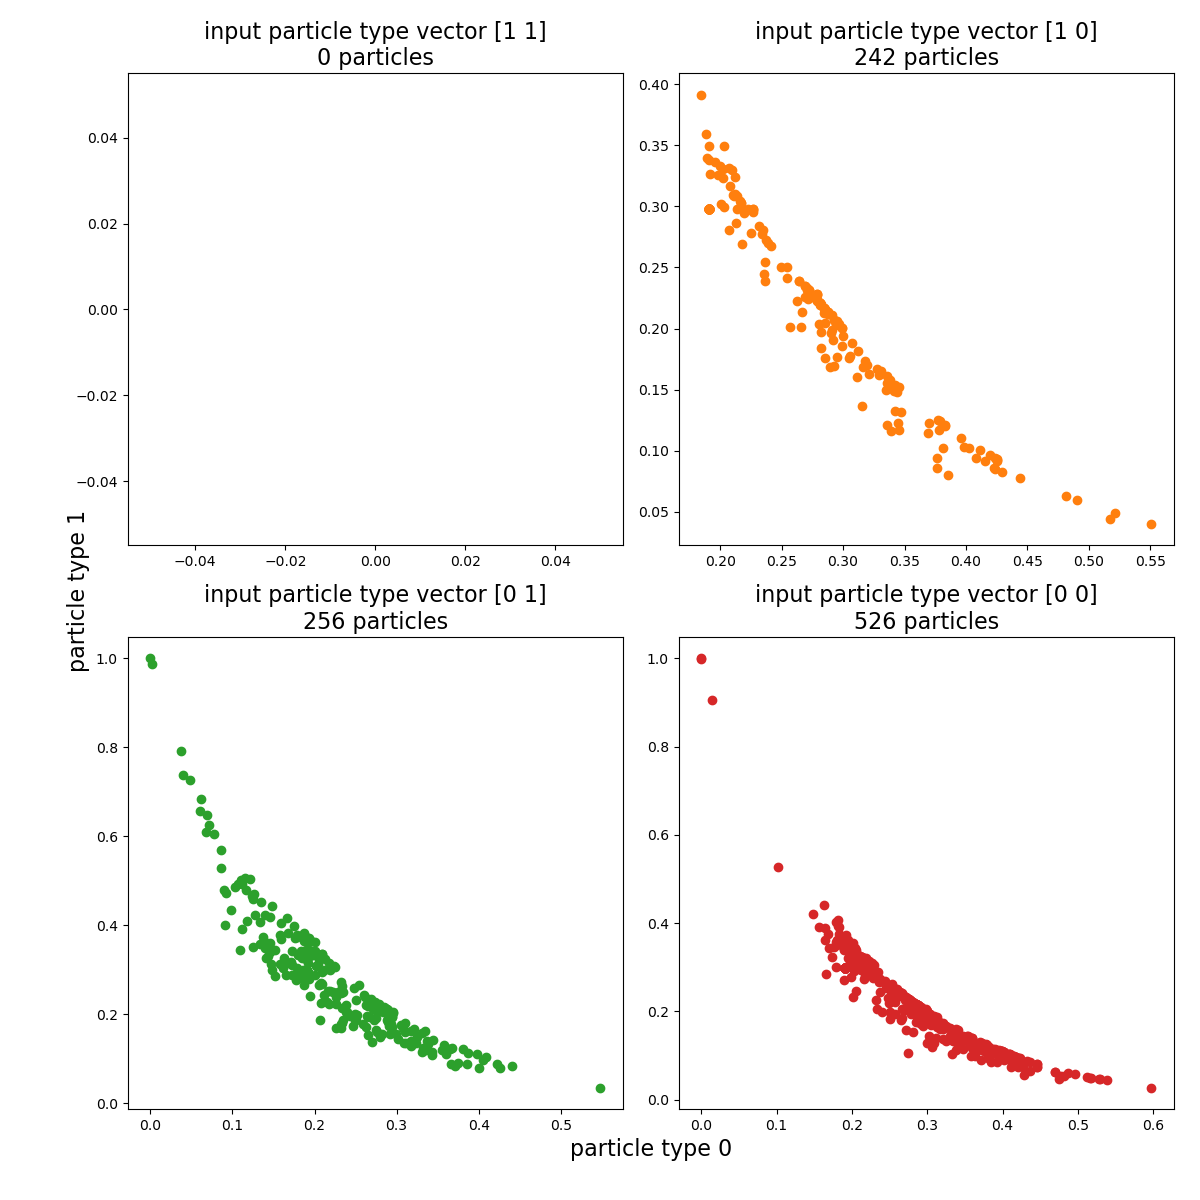 input particle type vector [1 1]
0 particles
0.04
0.02
0.00
−0.02
−0.04
−0.04 −0.02 0.00 0.02 0.04
input particle type vector [1 0]
242 particles
0.40
0.35
0.30
0.25
0.20
0.15
0.10
0.05
0.20 0.25 0.30 0.35 0.40 0.45 0.50 0.55
particle type 1
input particle type vector [0 1]
256 particles
1.0
0.8
0.6
0.4
0.2
0.0
0.0 0.1 0.2 0.3 0.4 0.5
input particle type vector [0 0]
526 particles
1.0
0.8
0.6
0.4
0.2
0.0
0.0 0.1 0.2 0.3 0.4 0.5 0.6
particle type 0